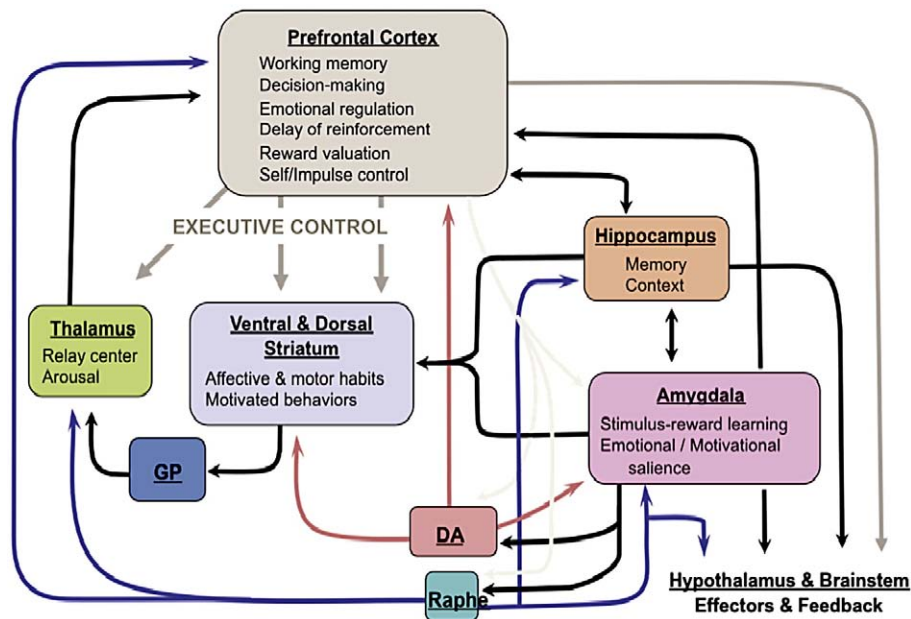 Prefrontal Cortex
Working memory
Decision-making
Emotional regulation
Delay of reinforcement
Reward valuation
Self/Impulse control
EXECUTIVE CONTROL
Hippocampus
Memory
Context
Thalamus
Relay center
Arousal
Ventral & Dorsal
Striatum
Affective & motor habits
Motivated behaviors
Amygdala
Stimulus-reward learning
Emotional / Motivational
salience
GP
DA
Raphe
Hypothalamus & Brainstem
Effectors & Feedback